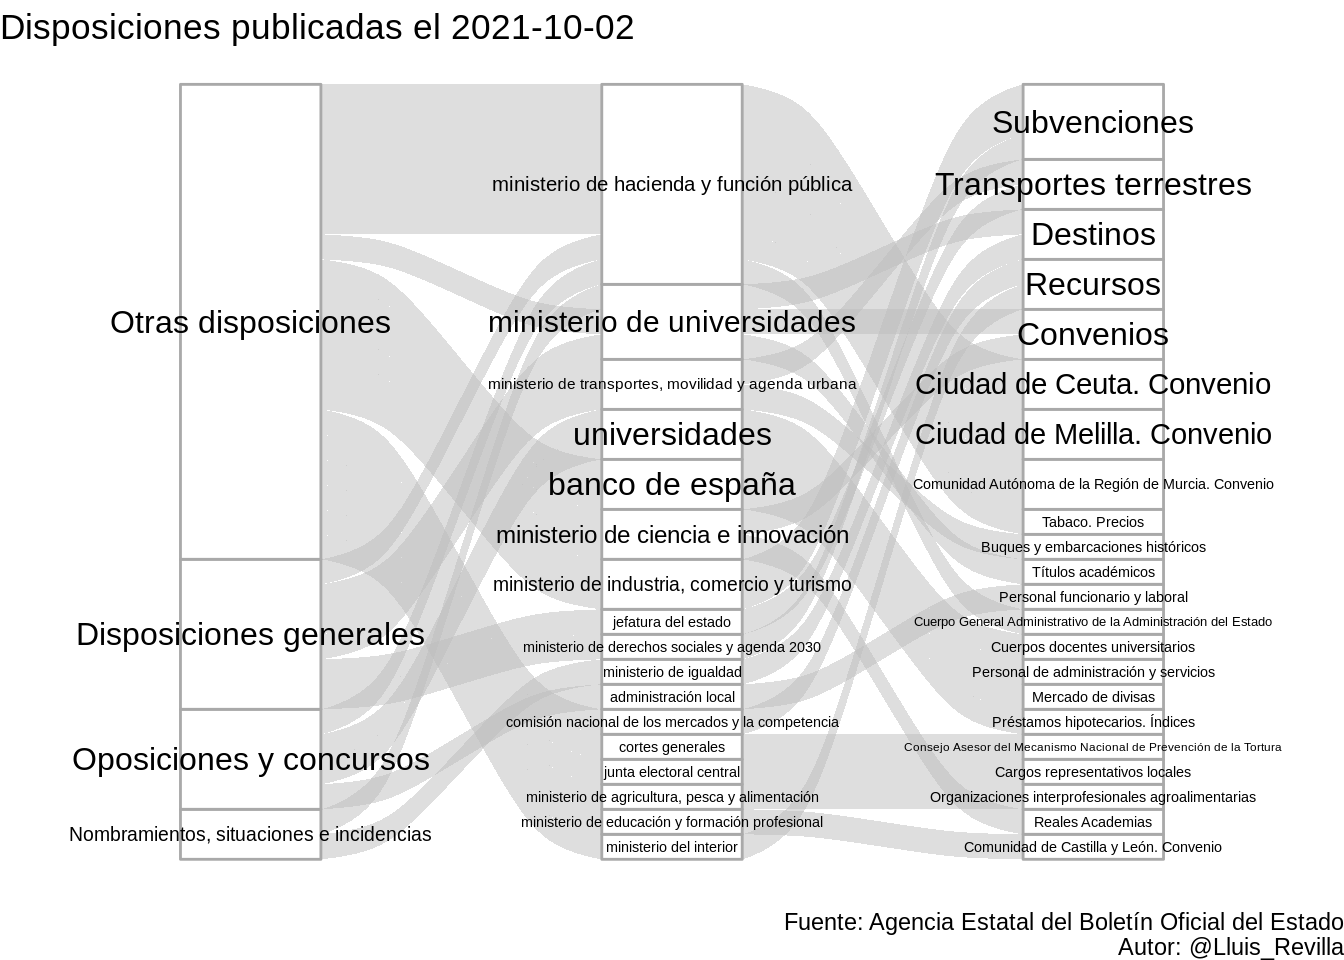 Disposiciones publicadas el 2021-10-02
Otras disposiciones
Disposiciones generales
Oposiciones y concursos
Nombramientos, situaciones e incidencias
ministerio de hacienda y función pública
ministerio de universidades
ministerio de transportes, movilidad y agenda urbana
universidades
banco de españa
ministerio de ciencia e innovación
ministerio de industria, comercio y turismo
jefatura del estado
ministerio de derechos sociales y agenda 2030
ministerio de igualdad
administración local
comisión nacional de los mercados y la competencia
cortes generales
junta electoral central
ministerio de agricultura, pesca y alimentación
ministerio de educación y formación profesional
ministerio del interior
Subvenciones
Transportes terrestres
Destinos
Recursos
Convenios
Ciudad de Ceuta. Convenio
Ciudad de Melilla. Convenio
Comunidad Autónoma de la Región de Murcia. Convenio
Tabaco. Precios
Buques y embarcaciones históricos
Títulos académicos
Personal funcionario y laboral
Cuerpo General Administrativo de la Administración del Estado
Cuerpos docentes universitarios
Personal de administración y servicios
Mercado de divisas
Préstamos hipotecarios. Índices
Consejo Asesor del Mecanismo Nacional de Prevención de la Tortura
Cargos representativos locales
Organizaciones interprofesionales agroalimentarias
Reales Academias
Comunidad de Castilla y León. Convenio
Fuente: Agencia Estatal del Boletín Oficial del Estado
Autor: @Lluis_Revilla